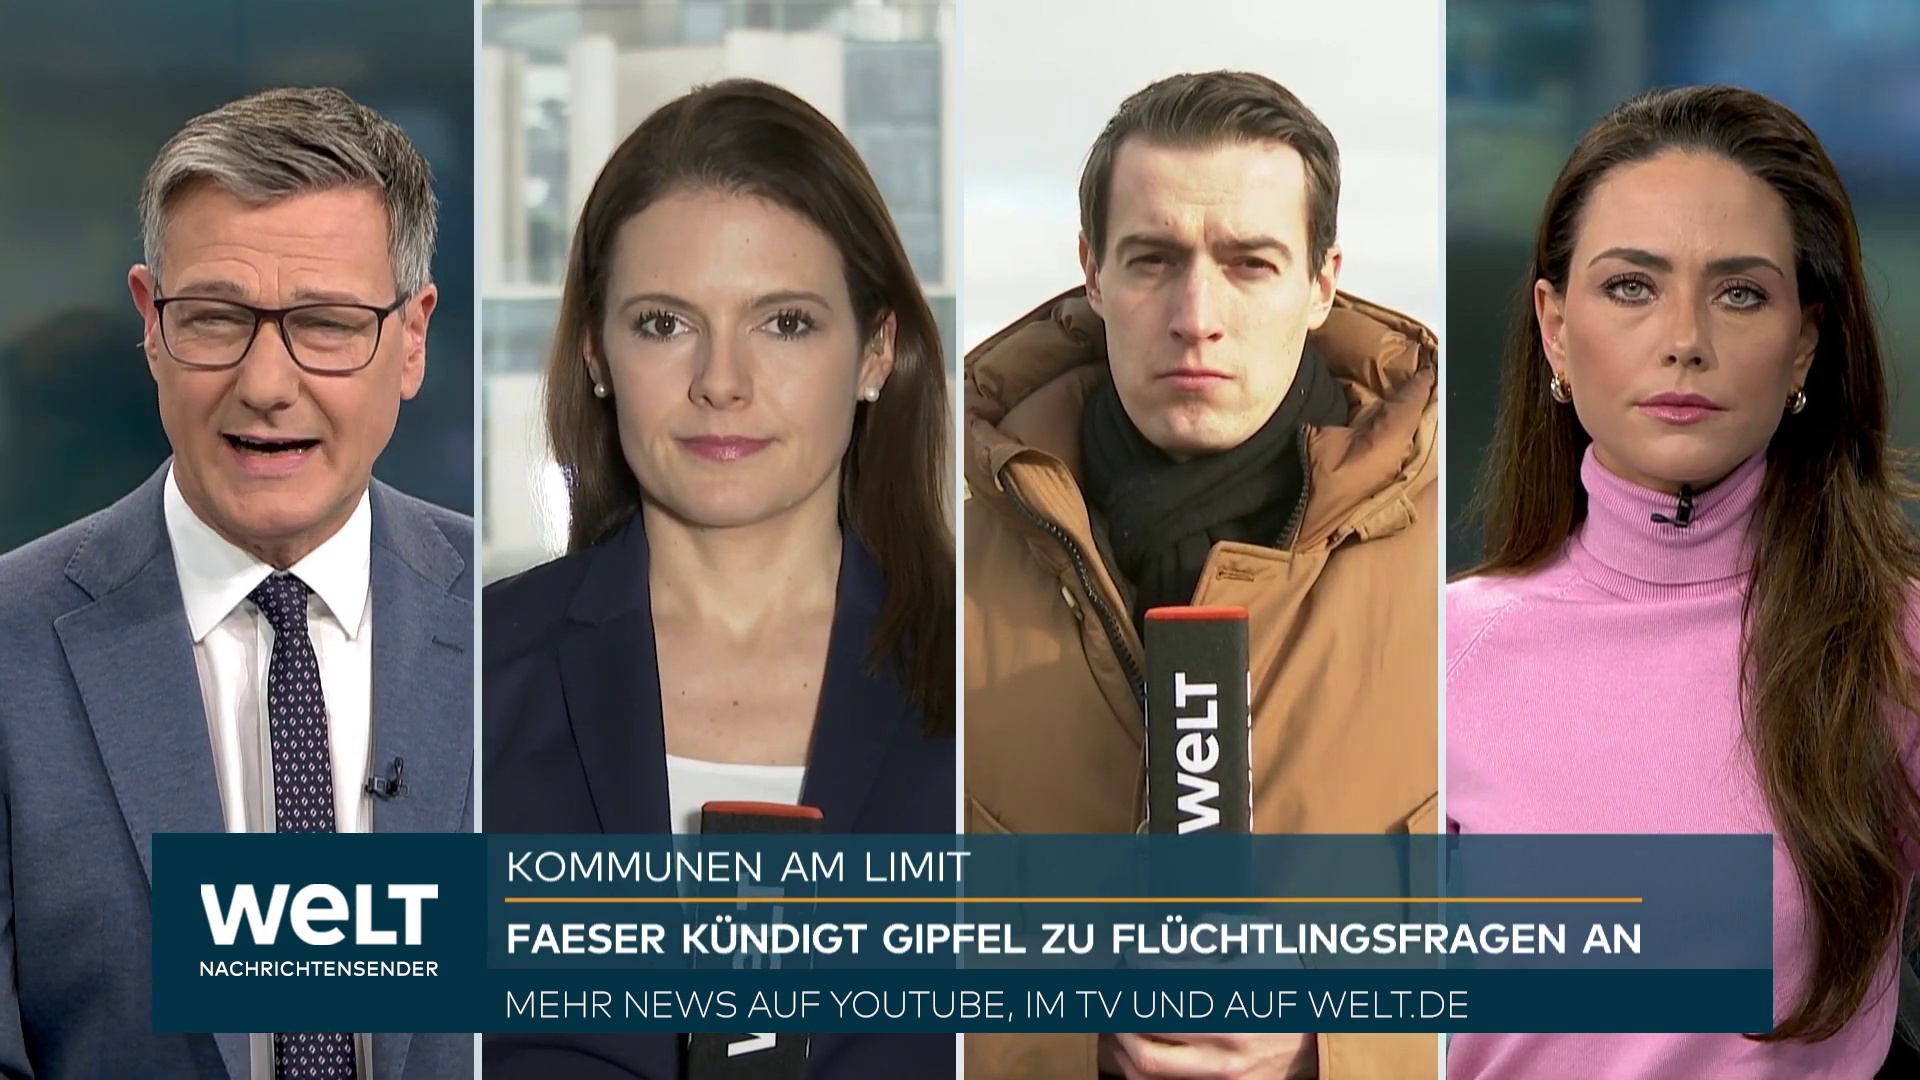 WELT
KOMMUNEN AM LIMIT
FAESER KÜNDIGT GIPFEL ZU FLÜCHTLINGSFRAGEN AN
MEHR NEWS AUF YOUTUBE, IM TV UND AUF WELT.DE
WELT
NACHRICHTENSENDER